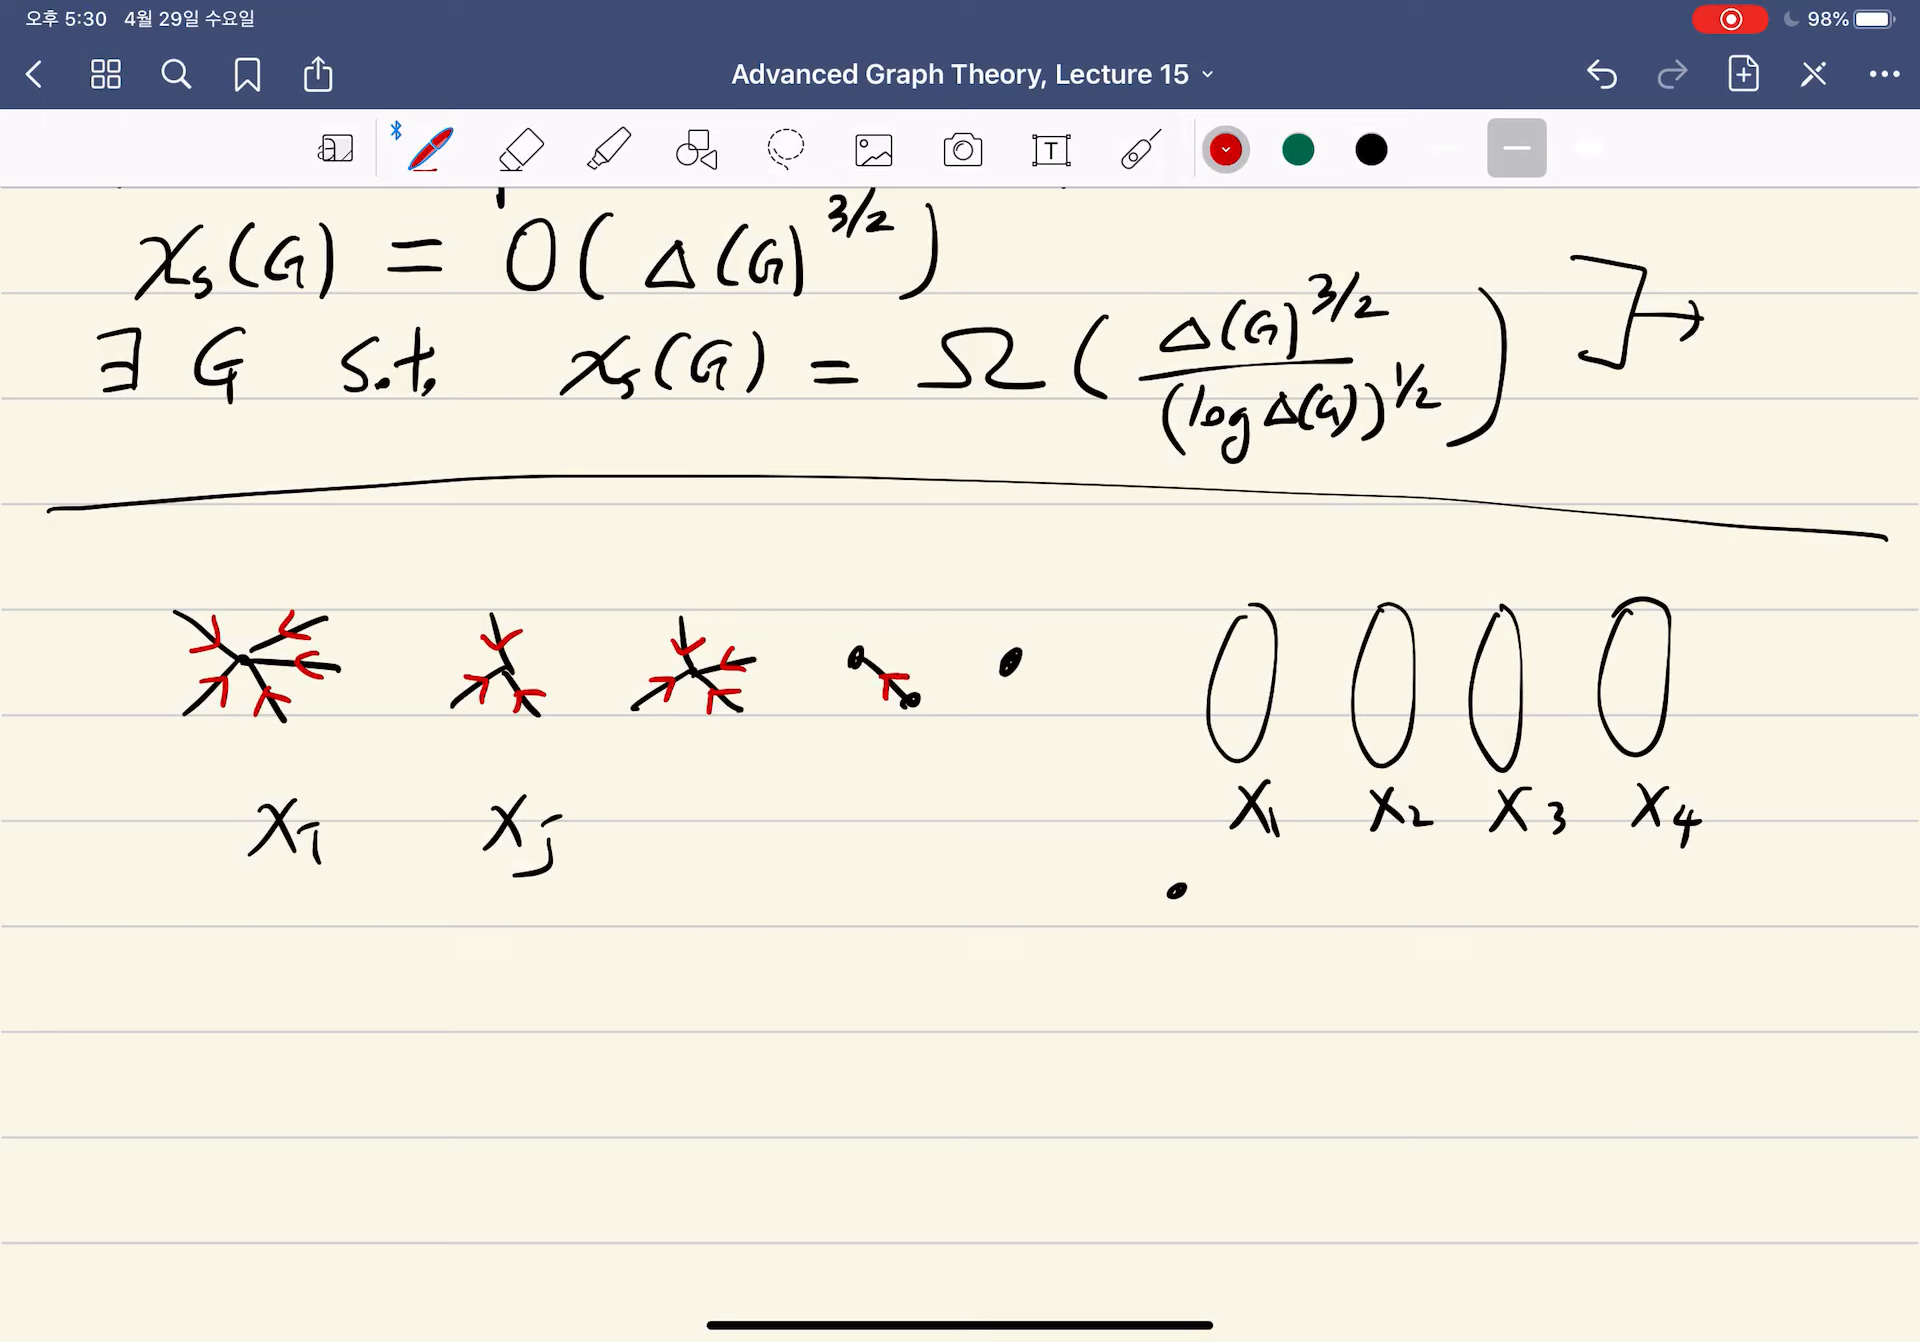 오후 5:30 4월 29일 수요일 98%
Advanced Graph Theory, Lecture 15
χₛ(G) = O(Δ(G)^{3/2})
∃ G s.t. χₛ(G) = Ω(Δ(G)^{3/2} / (log Δ(G))^{1/2})
X₁ X₂ X₃ X₄
Xᵢ Xⱼ